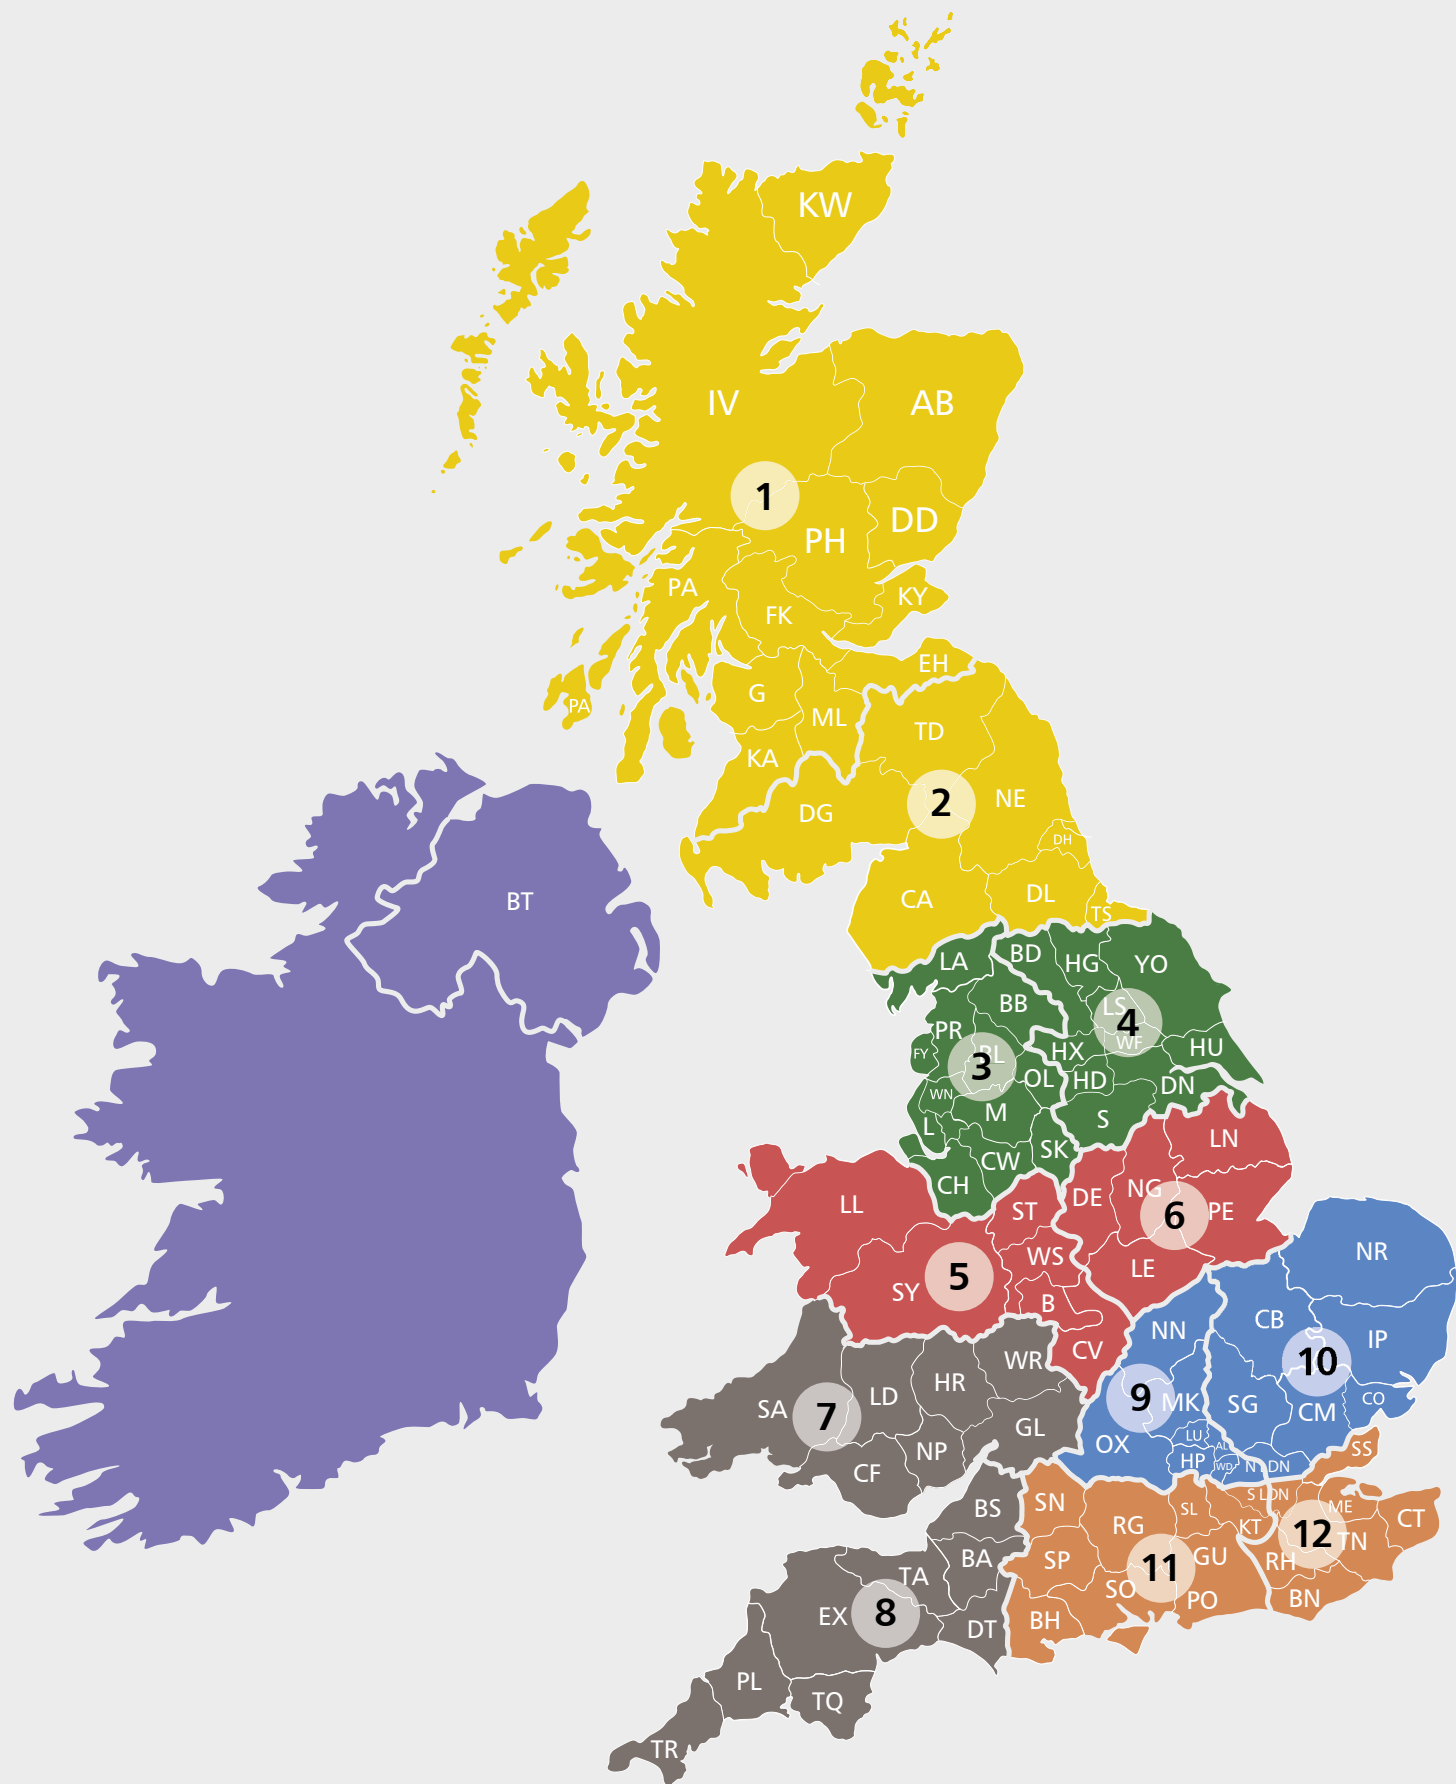 KW
IV
AB
1
PH
DD
PA
FK
KY
EH
G
PA
ML
TD
KA
2
NE
DG
DH
BT
CA
DL
TS
LA
BD
HG
YO
BB
LS
4
PR
WF
HU
FY
BL
3
HX
OL
HD
DN
WN
M
L
S
SK
CW
LN
CH
NG
LL
ST
DE
6
PE
WS
NR
5
LE
SY
B
CB
NN
IP
CV
10
WR
HR
LD
9
MK
SG
CO
SA
7
CM
GL
OX
LU
AL
NP
SS
HP
WD
N LDN
CF
S LDN
SN
BS
SL
ME
RG
KT
12
CT
TN
SP
BA
GU
RH
11
TA
SO
PO
BN
EX
8
BH
DT
PL
TQ
TR